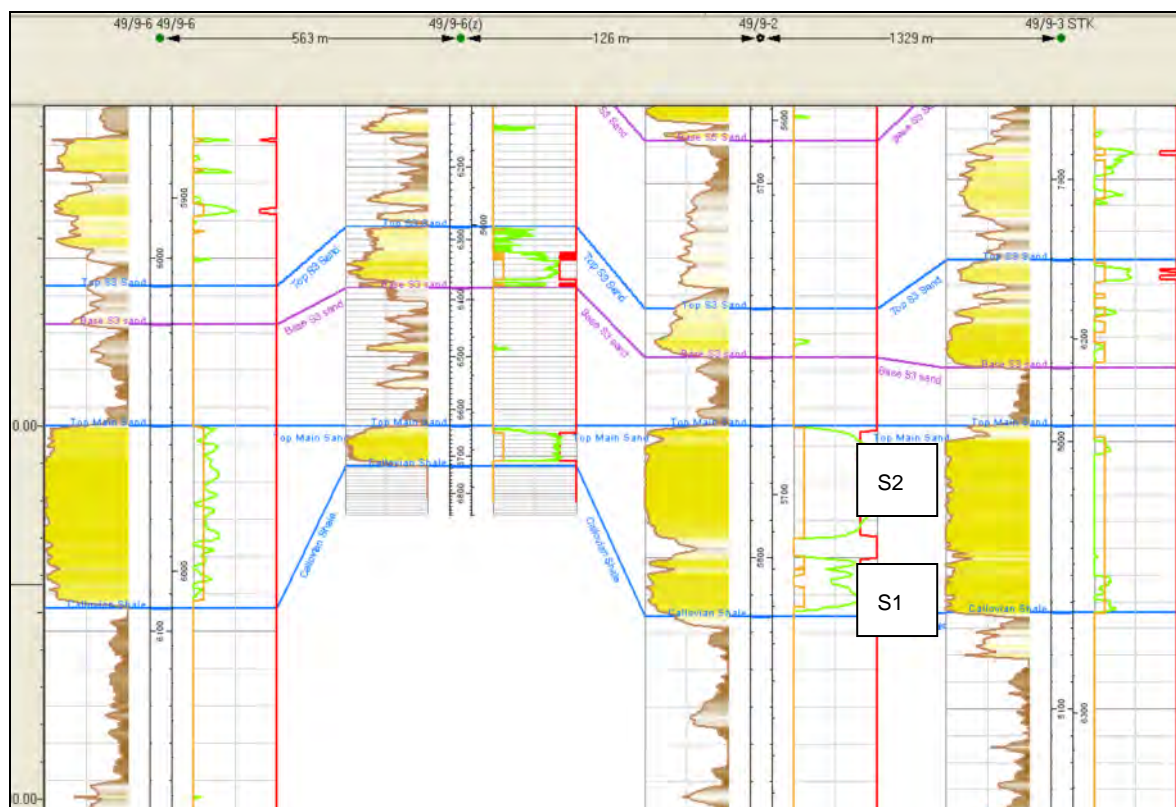 49/9-6 49/9-6
49/9-6(z)
49/9-2
49/9-3 STK
563 m
126 m
1329 m
S3 Sand
Base S5 Sand
5600
5700
5900
6000
6200
6300
5900
6400
6500
6600
6700
6800
7000
6200
Top S3 Sand
Top S3 Sand
Top S3 Sand
Top S3 Sand
Top S3 Sand
Top S3 Sand
Top S3 Sand
Base S3 sand
Base S3 sand
Base S3 sand
Base S3 sand
Base S3 sand
Base S3 sand
Base S3 sand
0.00
Top Main Sand
Top Main Sand
Top Main Sand
Top Main Sand
Top Main Sand
Top Main Sand
Top Main Sand
S2
5700
5800
S1
Callovian Shale
Callovian Shale
Callovian Shale
Callovian Shale
Callovian Shale
Callovian Shale
6000
6100
5100
6300
0.00